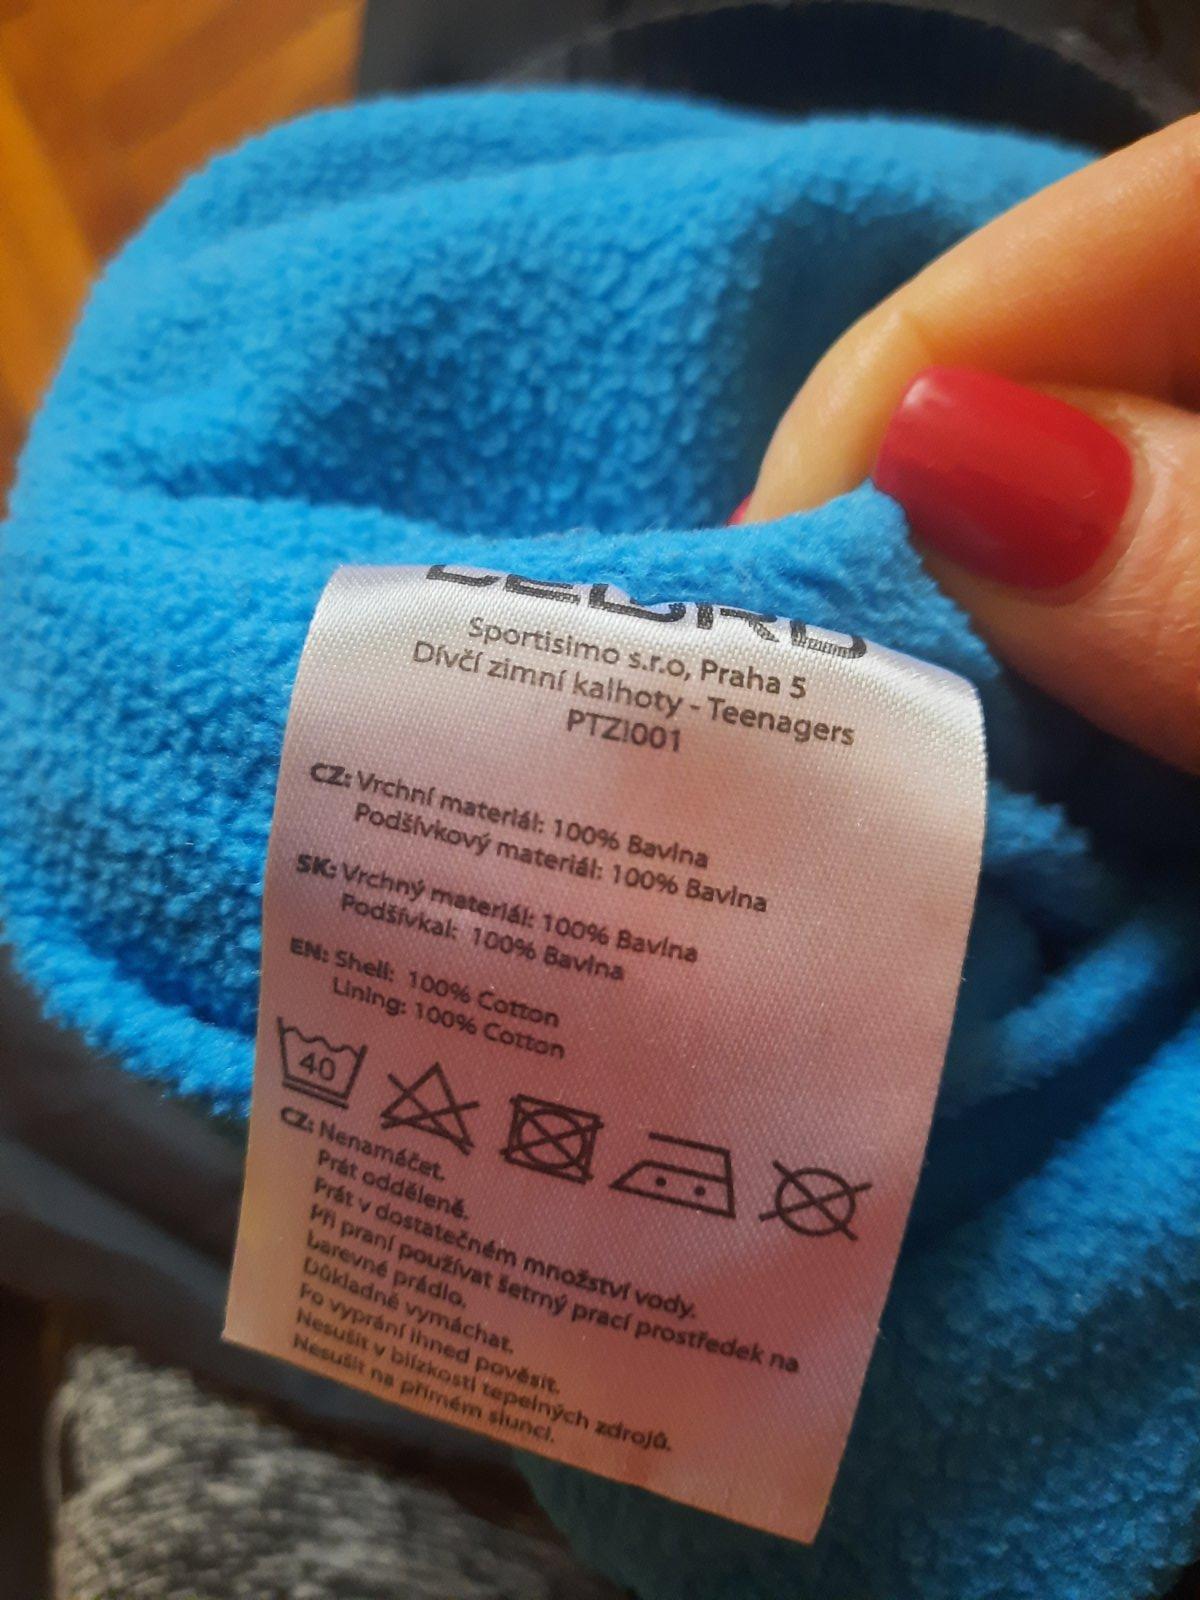 Sportisimo s.r.o, Praha 5
Dívčí zimní kalhoty - Teenagers
PTZI001
CZ: Vrchní materiál: 100% Bavlna
Podšívkový materiál: 100% Bavlna
SK: Vrchný materiál: 100% Bavlna
Podšívkal: 100% Bavlna
EN: Shell: 100% Cotton
Lining: 100% Cotton
40
CZ: Nenamáčet.
Prát odděleně.
Prát v dostatečném množství vody.
Při praní používat šetrný prací prostředek na
barevné prádlo.
Důkladně vymáchat.
Po vyprání ihned pověsit.
Nesušit v blízkosti tepelných zdrojů.
Nesušit na přímém slunci.